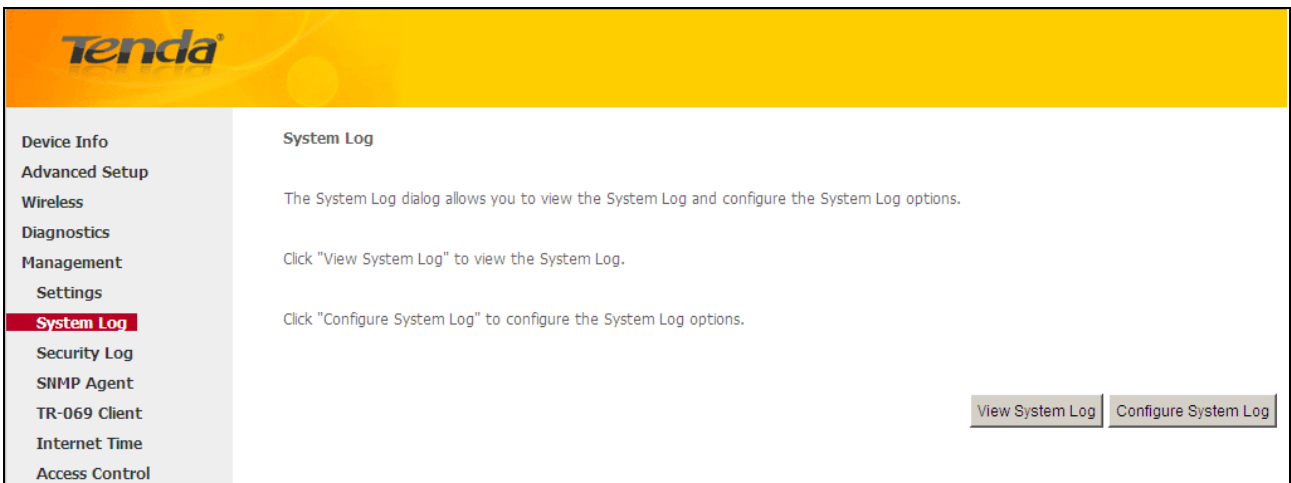 Tenda®
Device Info
Advanced Setup
Wireless
Diagnostics
Management
Settings
System Log
Security Log
SNMP Agent
TR-069 Client
Internet Time
Access Control
System Log
The System Log dialog allows you to view the System Log and configure the System Log options.
Click "View System Log" to view the System Log.
Click "Configure System Log" to configure the System Log options.
View System Log
Configure System Log